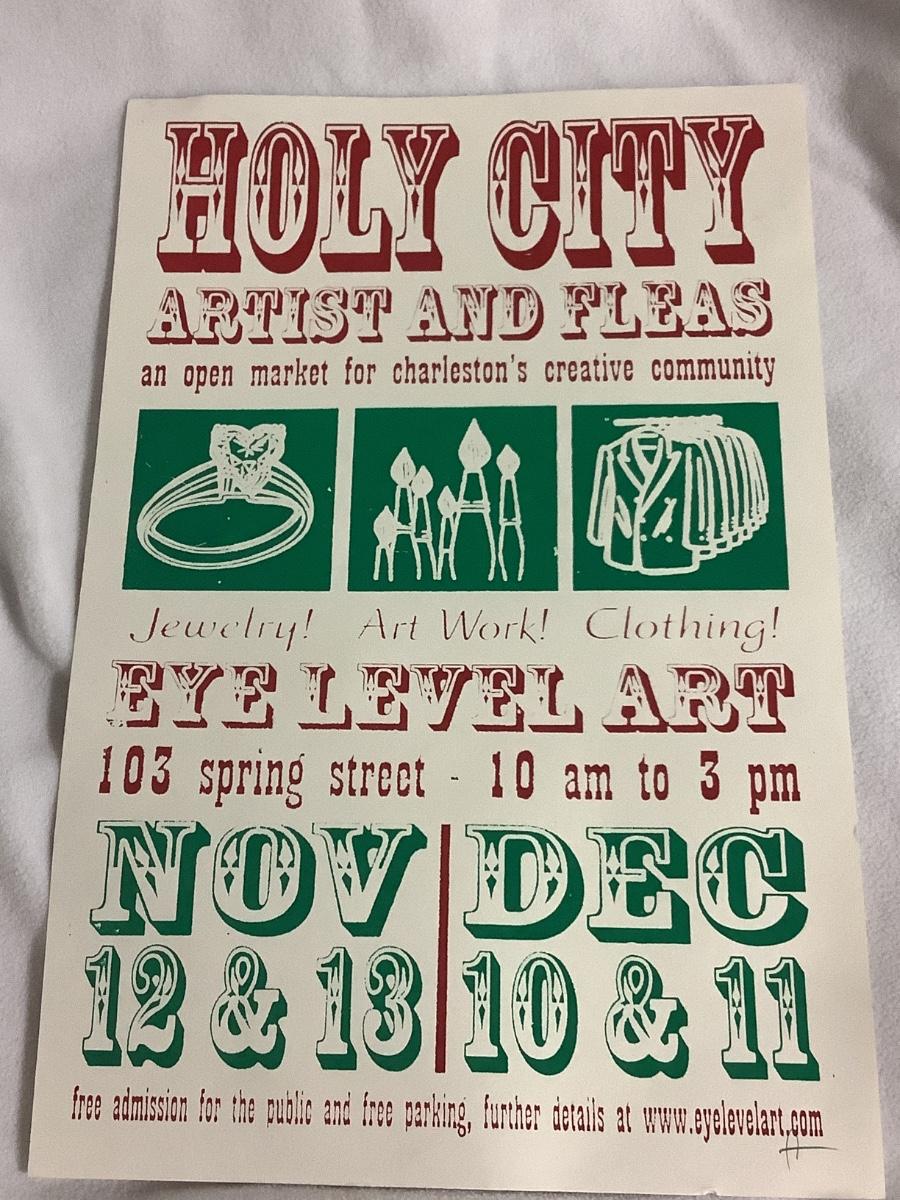 HOLY CITY
ARTIST AND FLEAS
an open market for charleston's creative community
Jewelry! Art Work! Clothing!
EYE LEVEL ART
103 spring street - 10 am to 3 pm
NOV DEC
12 & 13 10 & 11
free admission for the public and free parking, further details at www.eyelevelart.com